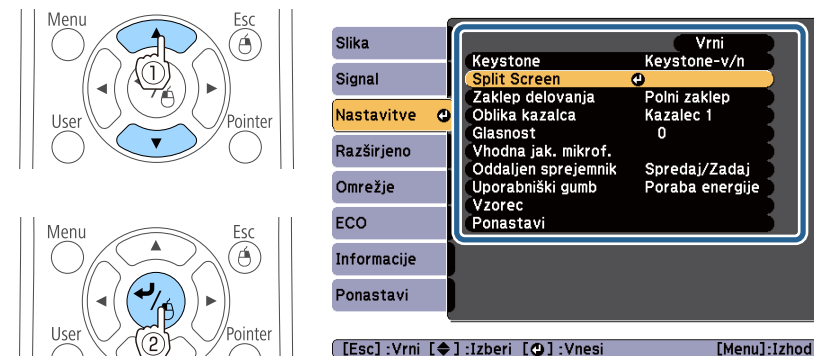 Menu
Esc
①
User
Pointer
Menu
Esc
User
②
Pointer
Slika
Signal
Nastavitve
Razširjeno
Omrežje
ECO
Informacije
Ponastavi
Vrni
Keystone Keystone-v/n
Split Screen
Zaklep delovanja Polni zaklep
Oblika kazalca Kazalec 1
Glasnost 0
Vhodna jak. mikrof.
Oddaljen sprejemnik Spredaj/Zadaj
Uporabniški gumb Poraba energije
Vzorec
Ponastavi
[Esc] :Vrni [◆] :Izberi [⏎] :Vnesi [Menu]:Izhod